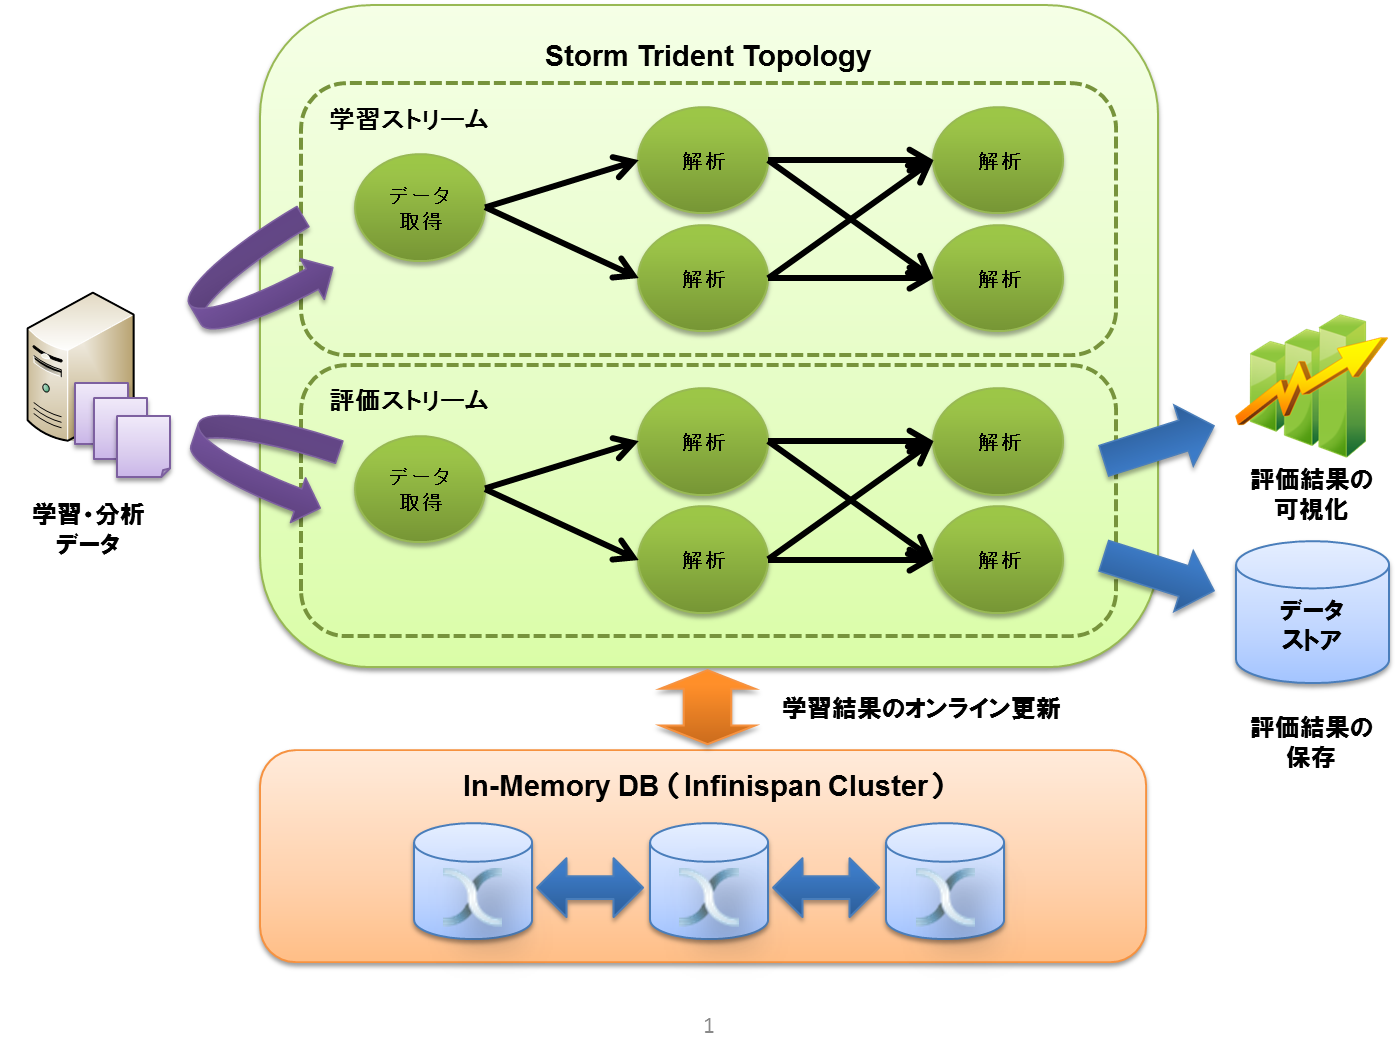 Storm Trident Topology
学習ストリーム
データ
取得
解析
解析
解析
解析
評価ストリーム
データ
取得
解析
解析
解析
解析
学習・分析
データ
評価結果の
可視化
データ
ストア
評価結果の
保存
学習結果のオンライン更新
In-Memory DB（Infinispan Cluster）
1